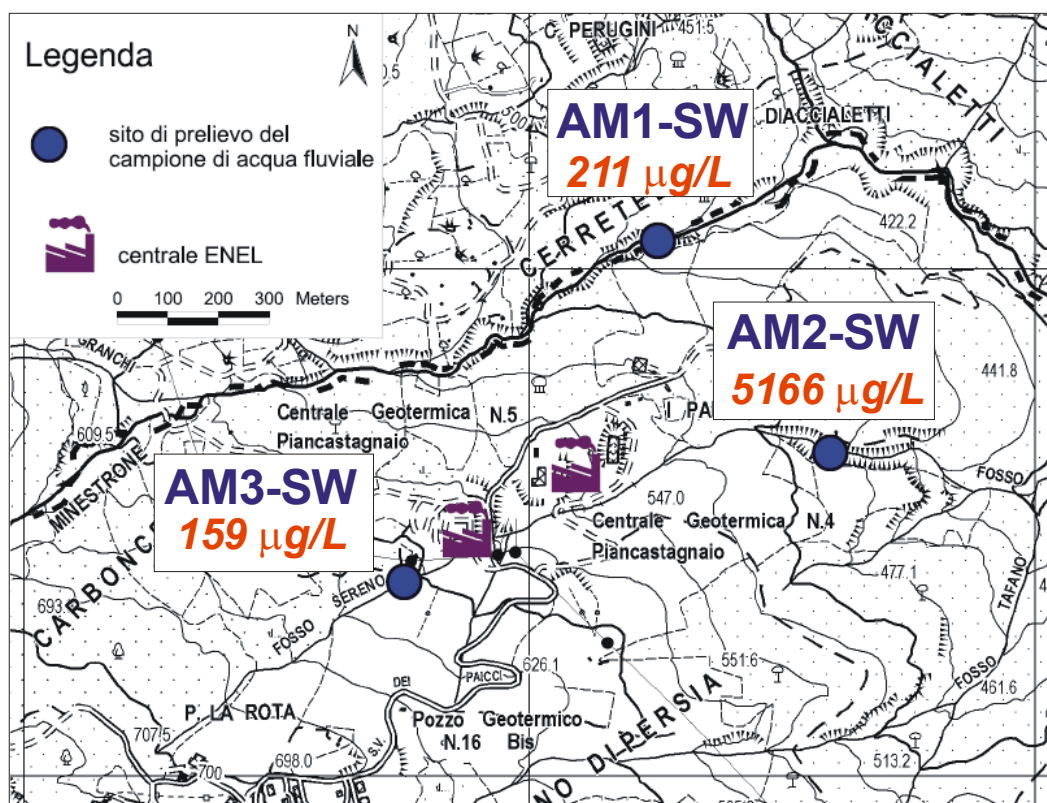 Legenda
N
sito di prelievo del
campione di acqua fluviale
centrale ENEL
0 100 200 300 Meters
C. PERUGINI
451.5
DIACCIALETTI
AM1-SW
211 µg/L
422.2
AM2-SW
5166 µg/L
441.8
GRANCHI
609.5
MINESTRONE
Centrale Geotermica N.5
Piancastagnaio
AM3-SW
159 µg/L
547.0
Centrale Geotermica N.4
Piancastagnaio
FOSSO
477.1
TAFANO
FOSSO
461.6
SERENO
FOSSO
693
626.1
551.6
DEI
PAICCI
S.V.
P. LA ROTA
Pozzo Geotermico
N.16 Bis
707.5
700
698.0
513.2
DI PERSIA